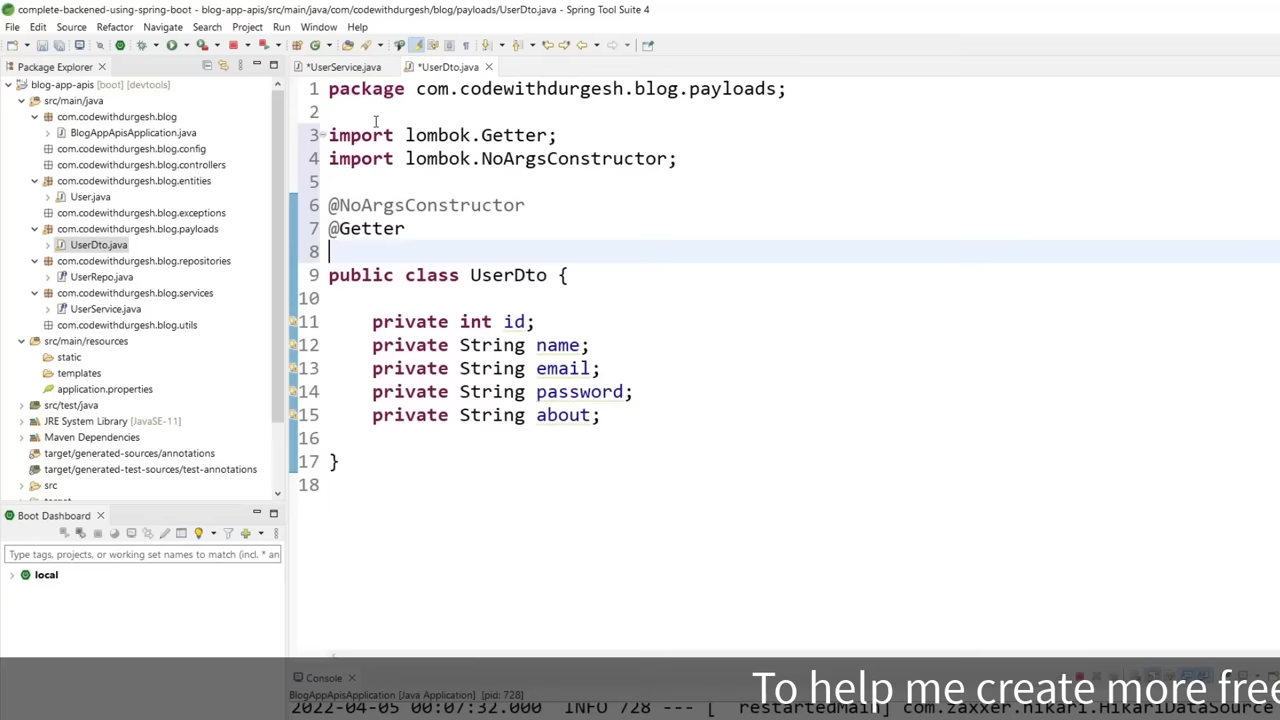 complete-backened-using-spring-boot - blog-app-apis/src/main/java/com/codewithdurgesh/blog/payloads/UserDto.java - Spring Tool Suite 4
File Edit Source Refactor Navigate Search Project Run Window Help
Package Explorer
*UserService.java *UserDto.java
blog-app-apis [boot] [devtools]
src/main/java
com.codewithdurgesh.blog
BlogAppApisApplication.java
com.codewithdurgesh.blog.config
com.codewithdurgesh.blog.controllers
com.codewithdurgesh.blog.entities
User.java
com.codewithdurgesh.blog.exceptions
com.codewithdurgesh.blog.payloads
UserDto.java
com.codewithdurgesh.blog.repositories
UserRepo.java
com.codewithdurgesh.blog.services
UserService.java
com.codewithdurgesh.blog.utils
src/main/resources
static
templates
application.properties
src/test/java
JRE System Library [JavaSE-11]
Maven Dependencies
target/generated-sources/annotations
target/generated-test-sources/test-annotations
src
Boot Dashboard
Type tags, projects, or working set names to match (incl. * an
local
1 package com.codewithdurgesh.blog.payloads;
2
3 import lombok.Getter;
4 import lombok.NoArgsConstructor;
5
6 @NoArgsConstructor
7 @Getter
8
9 public class UserDto {
10
11 private int id;
12 private String name;
13 private String email;
14 private String password;
15 private String about;
16
17 }
18
Console
BlogAppApisApplication [Java Application] [pid: 728]
2022-04-05 00:07:32.000 INFO 728 --- [ restartedMain] com.zaxxer.hikari.HikariDataSource
To help me create more free